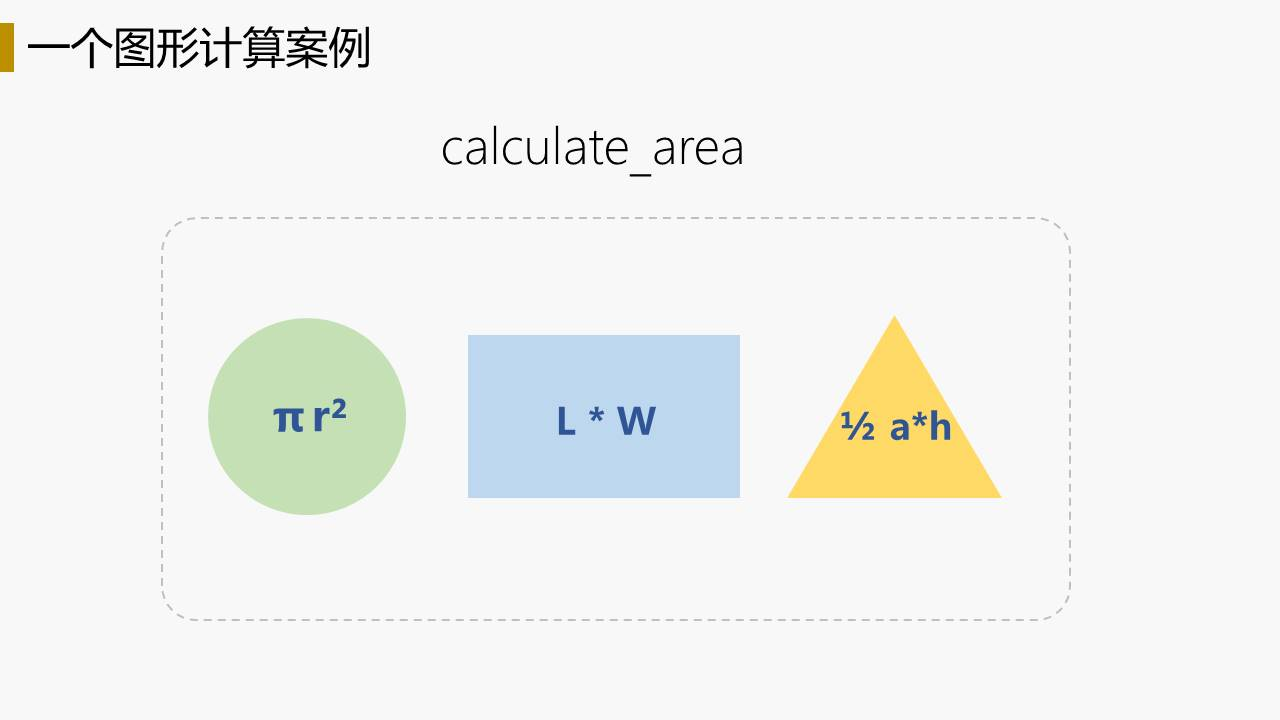 一个图形计算案例
calculate_area
π r²
L * W
½ a*h